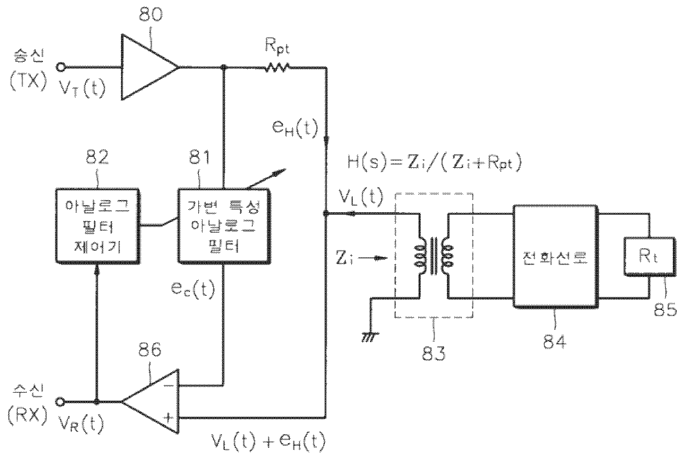 80
송신
(TX)
V_T(t)
R_pt
e_H(t)
H(s)=Z_i/(Z_i+R_pt)
V_L(t)
82
81
아날로그
필터
제어기
가변 특성
아날로그
필터
Z_i
전화선로
R_t
85
e_c(t)
83
84
86
−
+
수신
(RX)
V_R(t)
V_L(t)+e_H(t)